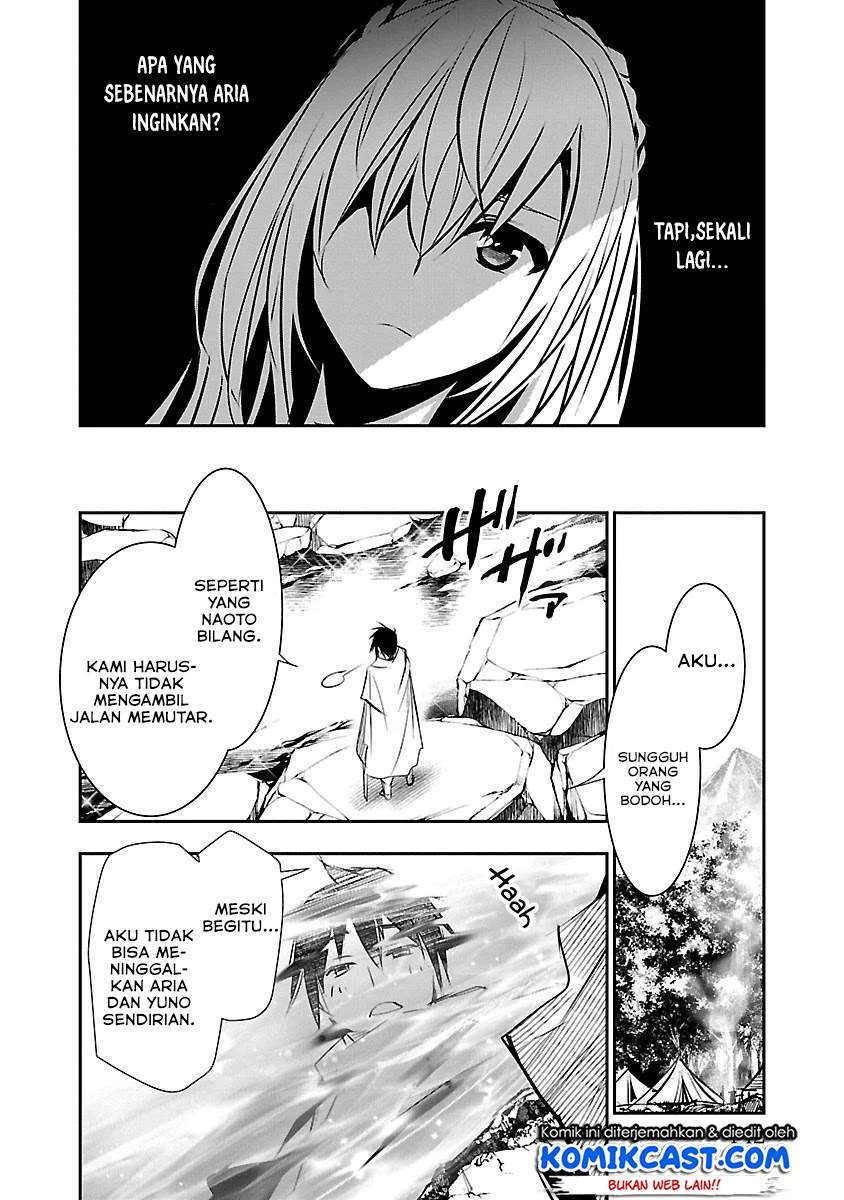 APA YANG
SEBENARNYA ARIA
INGINKAN?
TAPI,SEKALI
LAGI...
AKU...
SUNGGUH
ORANG
YANG
BODOH...
ザザァ
SEPERTI
YANG
NAOTO
BILANG.
KAMI HARUS-
NYA TIDAK
MENGAMBIL
JALAN MEMUTAR.
Haah
MESKI
BEGITU...
AKU TIDAK
BISA ME-
NINGGAL-
KAN ARIA
DAN YUNO
SENDIRIAN.
Komik ini diterjemahkan & diedit oleh
KOMIKCAST.COM
BUKAN WEB LAIN!!